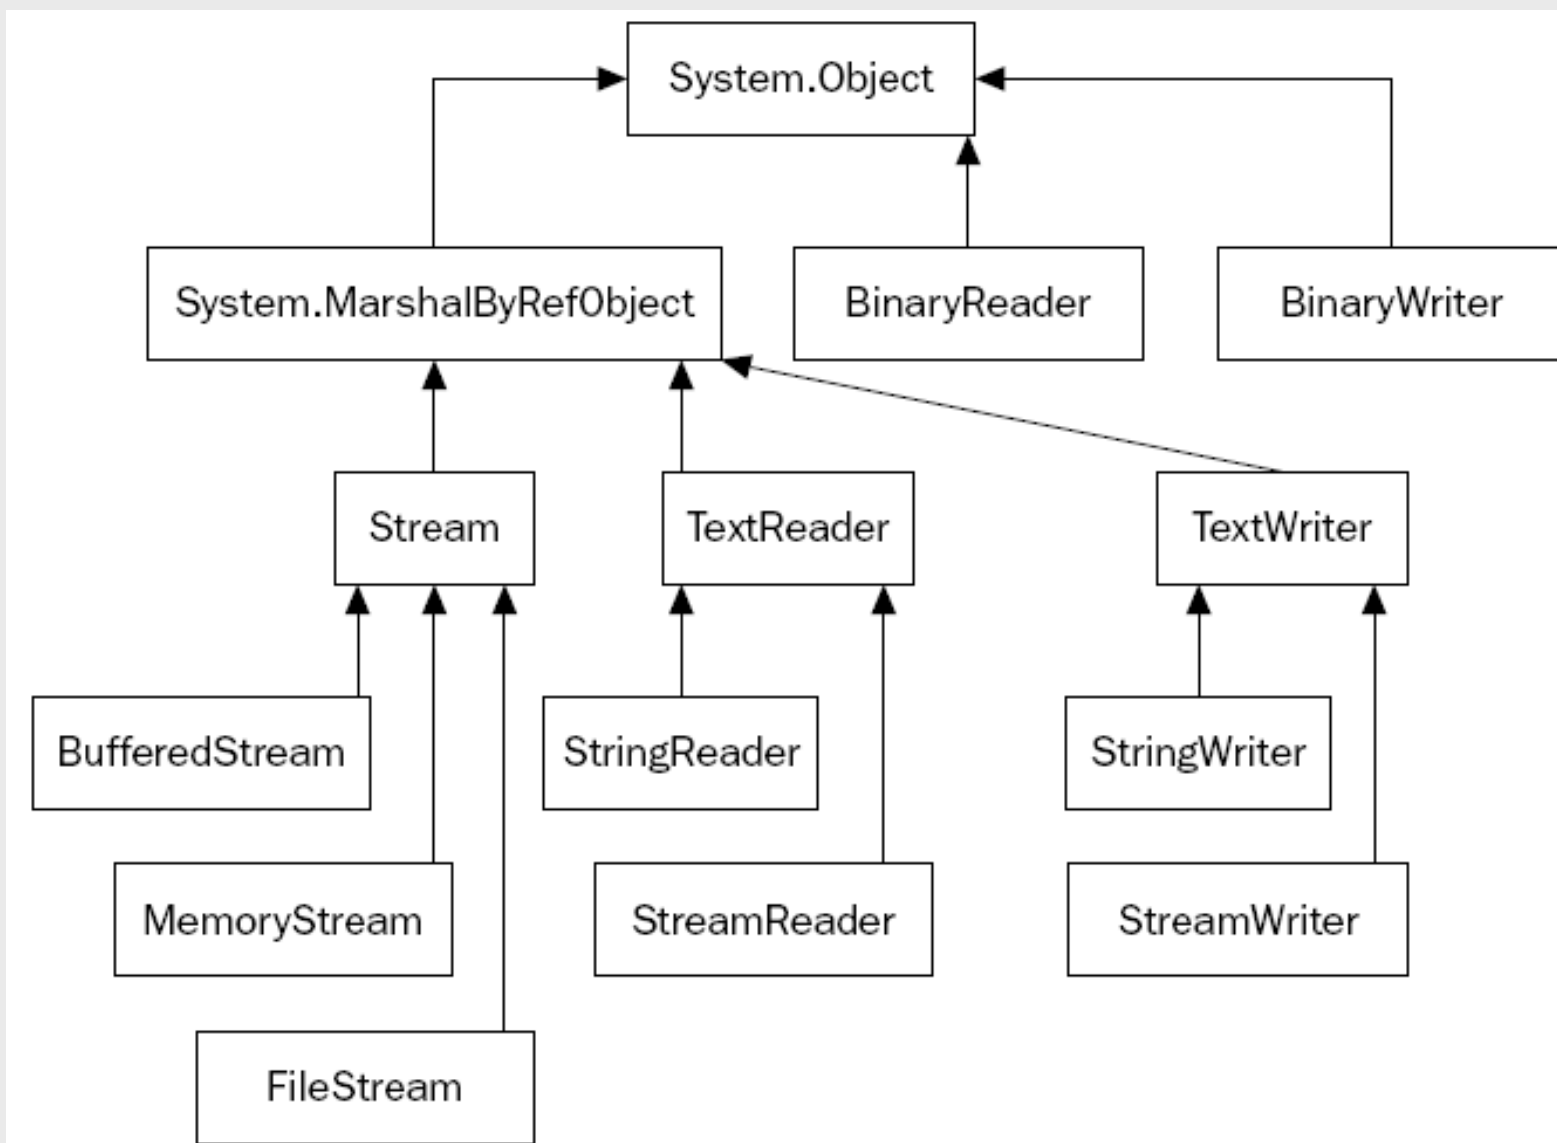 System.Object
System.MarshalByRefObject
BinaryReader
BinaryWriter
Stream
TextReader
TextWriter
BufferedStream
StringReader
StringWriter
MemoryStream
StreamReader
StreamWriter
FileStream